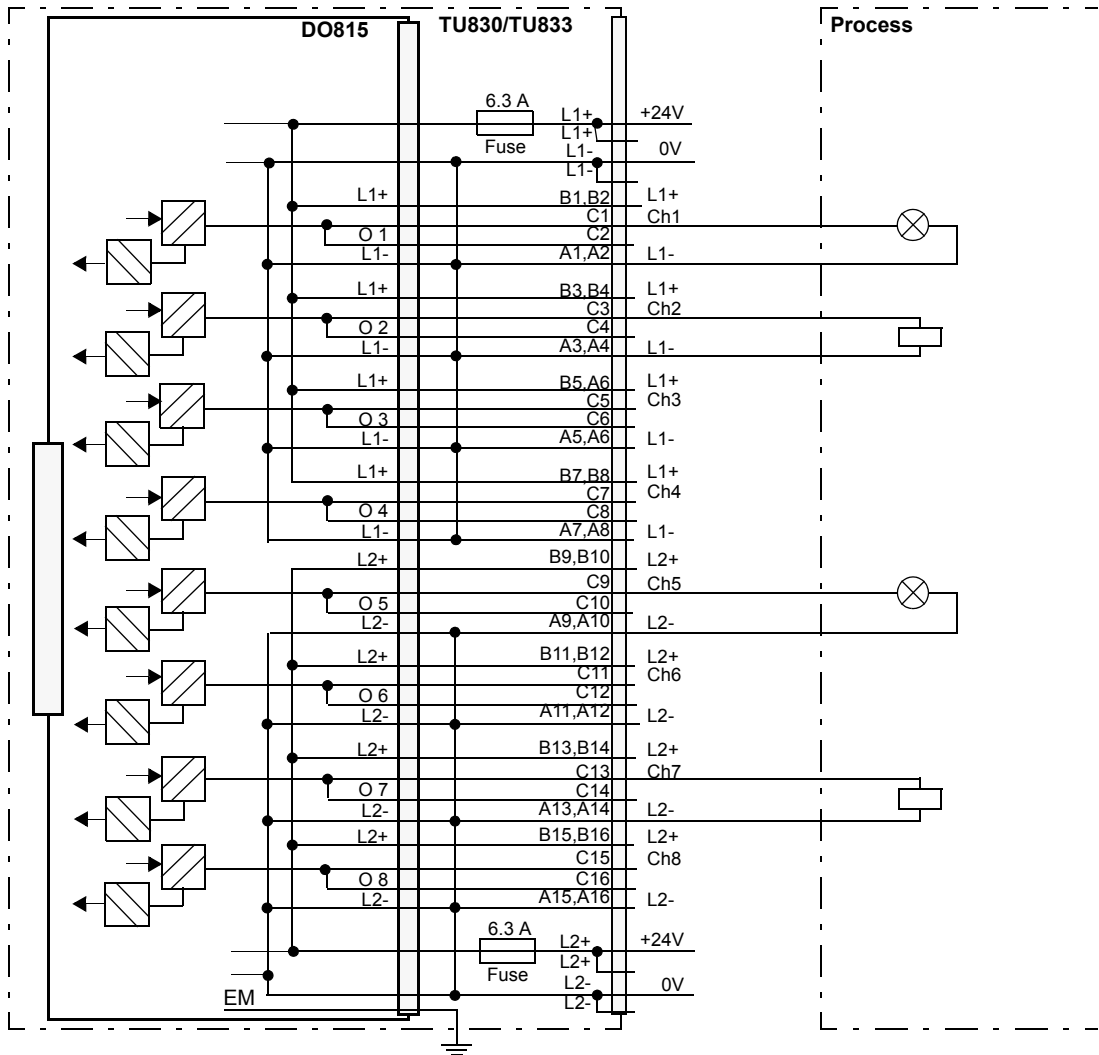 DO815 TU830/TU833 Process
6.3 A
L1+ +24V
L1+
Fuse L1- 0V
L1-
L1+ B1,B2 L1+
C1 Ch1
O 1 C2
L1- A1,A2 L1-
L1+ B3,B4 L1+
C3 Ch2
O 2 C4
L1- A3,A4 L1-
L1+ B5,A6 L1+
C5 Ch3
O 3 C6
L1- A5,A6 L1-
L1+ B7,B8 L1+
C7 Ch4
O 4 C8
L1- A7,A8 L1-
L2+ B9,B10 L2+
C9 Ch5
O 5 C10
L2- A9,A10 L2-
L2+ B11,B12 L2+
C11 Ch6
O 6 C12
L2- A11,A12 L2-
L2+ B13,B14 L2+
C13 Ch7
O 7 C14
L2- A13,A14 L2-
L2+ B15,B16 L2+
C15 Ch8
O 8 C16
L2- A15,A16 L2-
6.3 A
L2+ +24V
L2+
Fuse
L2- 0V
EM L2-